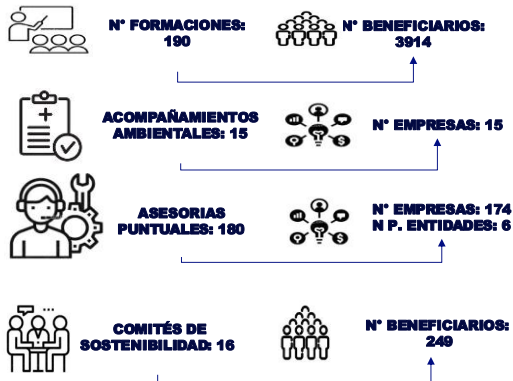 N° FORMACIONES:
190
N° BENEFICIARIOS:
3914
ACOMPAÑAMIENTOS
AMBIENTALES: 15
N° EMPRESAS: 15
ASESORIAS
PUNTUALES: 180
N° EMPRESAS: 174
N P. ENTIDADES: 6
COMITÉS DE
SOSTENIBILIDAD: 16
N° BENEFICIARIOS:
249